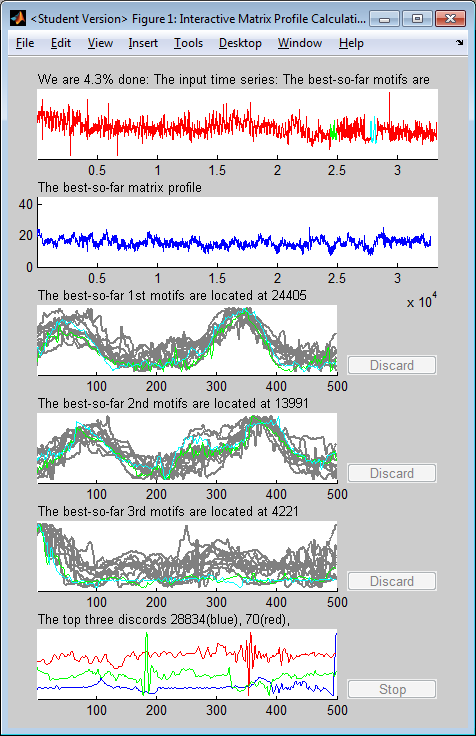 <Student Version> Figure 1: Interactive Matrix Profile Calculati...
File Edit View Insert Tools Desktop Window Help
We are 4.3% done: The input time series: The best-so-far motifs are
0.5 1 1.5 2 2.5 3
The best-so-far matrix profile
40
20
0
0.5 1 1.5 2 2.5 3
x 10^4
The best-so-far 1st motifs are located at 24405
Discard
100 200 300 400 500
The best-so-far 2nd motifs are located at 13991
Discard
100 200 300 400 500
The best-so-far 3rd motifs are located at 4221
Discard
100 200 300 400 500
The top three discords 28834(blue), 70(red),
Stop
100 200 300 400 500